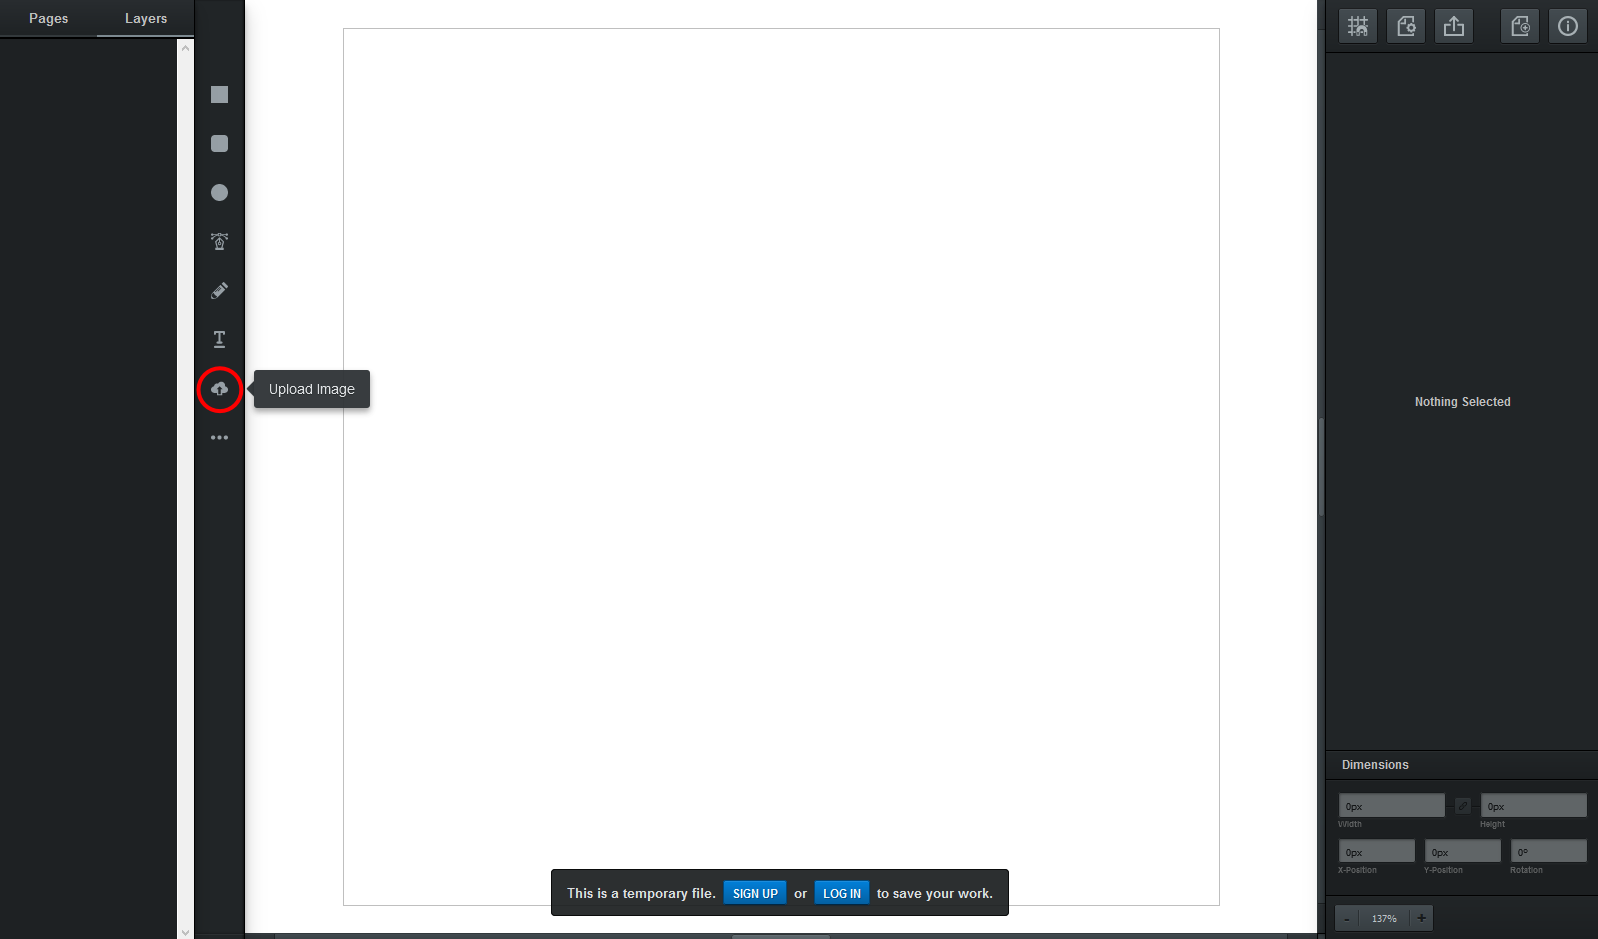 Pages
Layers
Upload Image
Nothing Selected
Dimensions
0px
0px
Width
Height
0px
0px
0º
X-Position
Y-Position
Rotation
- 137% +
This is a temporary file. SIGN UP or LOG IN to save your work.